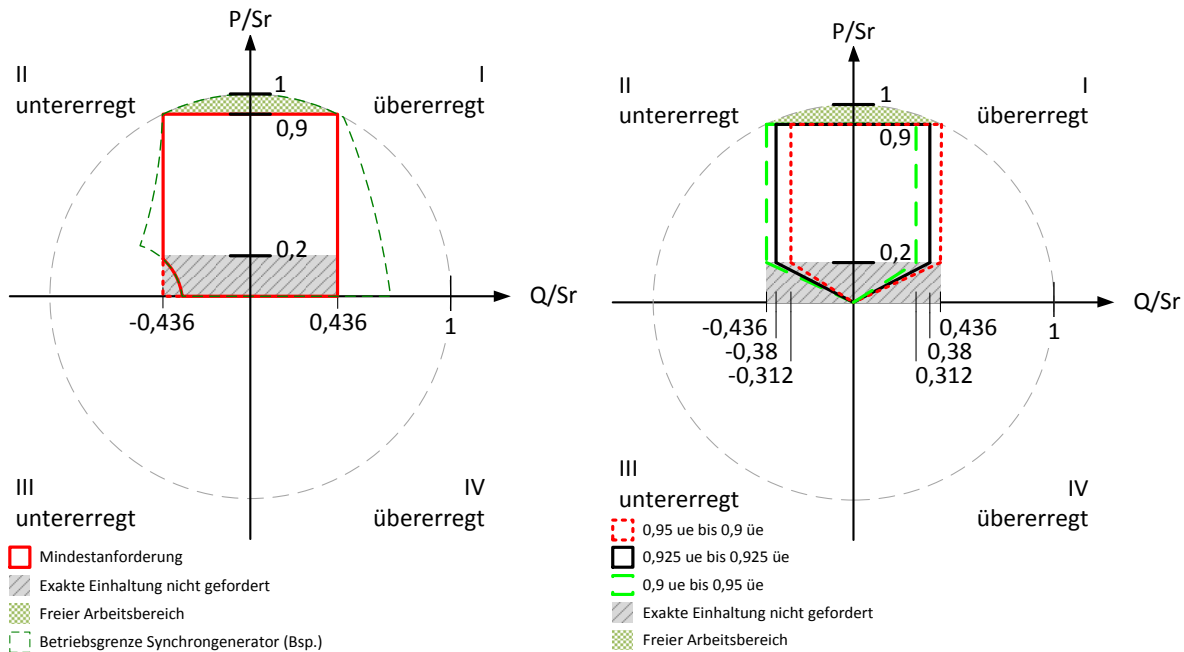 P/Sr
II
untererregt
I
übererregt
1
0,9
0,2
Q/Sr
-0,436
0,436
1
III
untererregt
IV
übererregt
Mindestanforderung
Exakte Einhaltung nicht gefordert
Freier Arbeitsbereich
Betriebsgrenze Synchrongenerator (Bsp.)
P/Sr
II
untererregt
I
übererregt
1
0,9
0,2
Q/Sr
-0,436
-0,38
-0,312
0,436
0,38
0,312
1
III
untererregt
IV
übererregt
0,95 ue bis 0,9 üe
0,925 ue bis 0,925 üe
0,9 ue bis 0,95 üe
Exakte Einhaltung nicht gefordert
Freier Arbeitsbereich